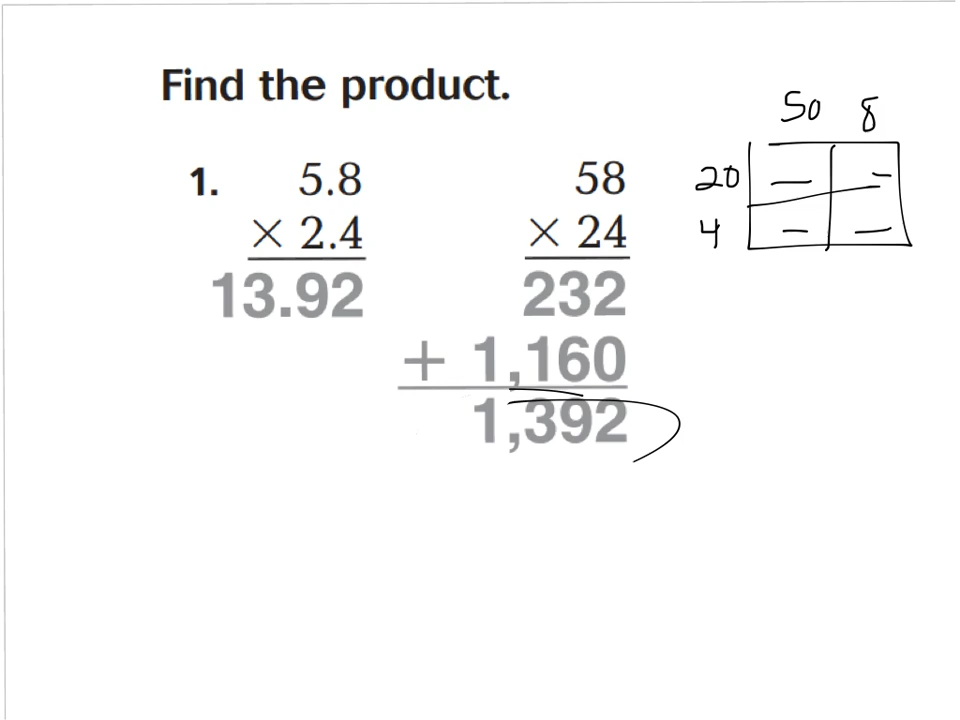 Find the product.
1. 5.8 58
× 2.4 × 24
13.92 232
+ 1,160
1,392
50 8
20
4